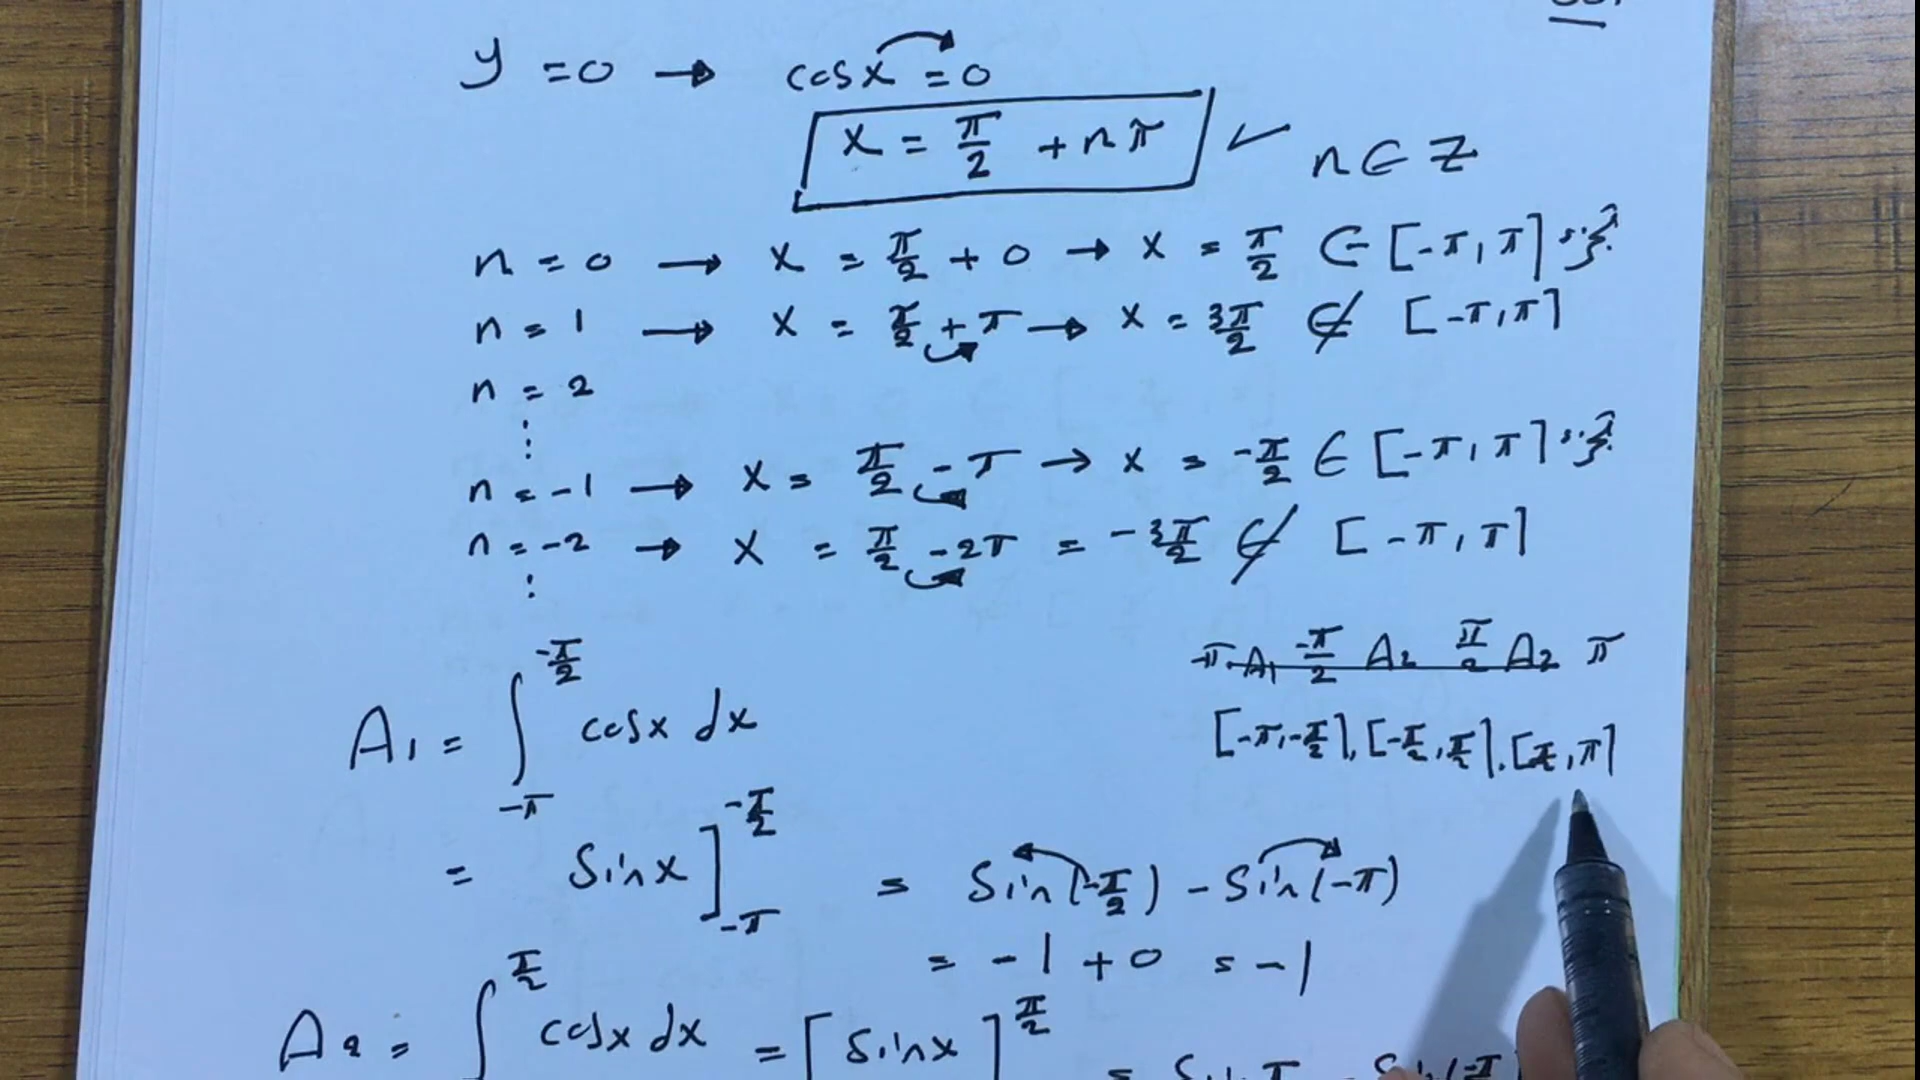 y = 0 → cos x = 0
x = π/2 + nπ ✓ n ∈ Z
n = 0 → x = π/2 + 0 → x = π/2 ∈ [-π, π]
n = 1 → x = π/2 + π → x = 3π/2 ∉ [-π, π]
n = 2
⋮
n = -1 → x = π/2 - π → x = -π/2 ∈ [-π, π]
n = -2 → x = π/2 - 2π = -3π/2 ∉ [-π, π]
⋮
-π A₁ -π/2 A₂ π/2 A₃ π
[-π, -π/2], [-π/2, π/2], [π/2, π]
A₁ = ∫_{-π}^{-π/2} cos x dx
= sin x ]_{-π}^{-π/2} = Sin(-π/2) - Sin(-π)
= -1 + 0 = -1
A₂ = ∫^{π/2} cos x dx = [sin x]^{π/2}